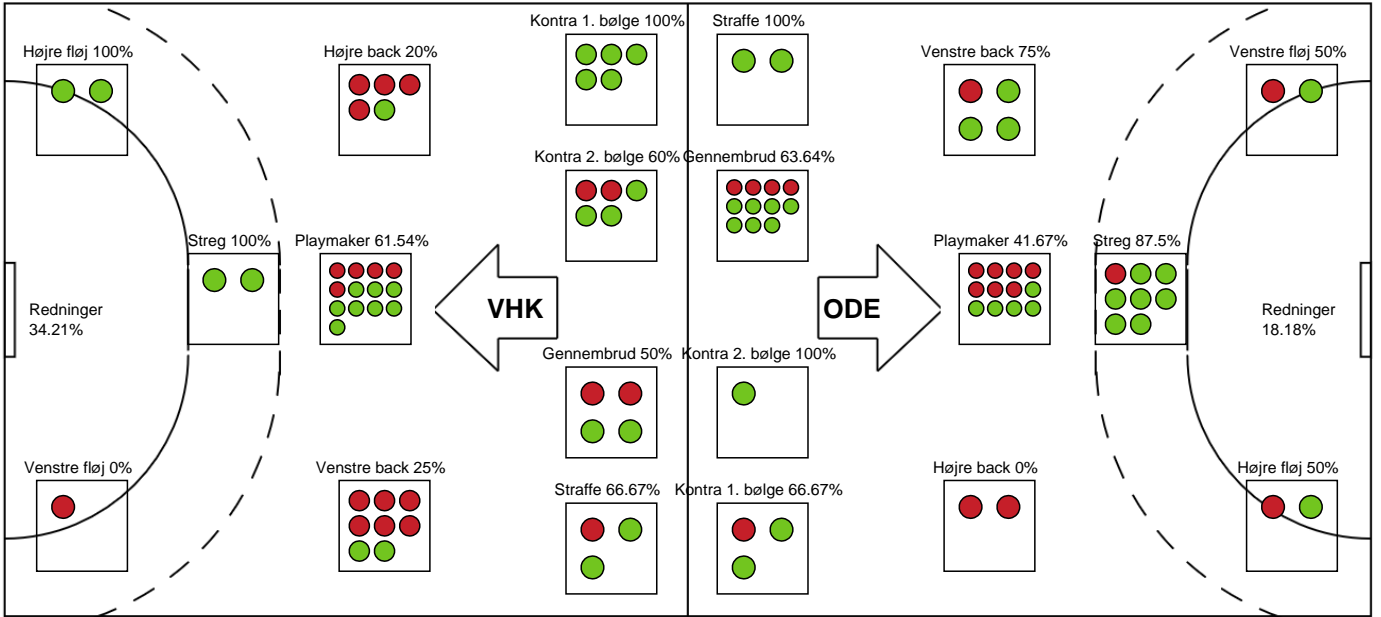 Kontra 1. bølge 100%
Straffe 100%
Højre fløj 100%
Højre back 20%
Venstre back 75%
Venstre fløj 50%
Kontra 2. bølge 60%
Gennembrud 63.64%
Streg 100%
Playmaker 61.54%
Playmaker 41.67%
Streg 87.5%
Redninger
34.21%
VHK
ODE
Redninger
18.18%
Gennembrud 50%
Kontra 2. bølge 100%
Venstre fløj 0%
Venstre back 25%
Højre back 0%
Højre fløj 50%
Straffe 66.67%
Kontra 1. bølge 66.67%